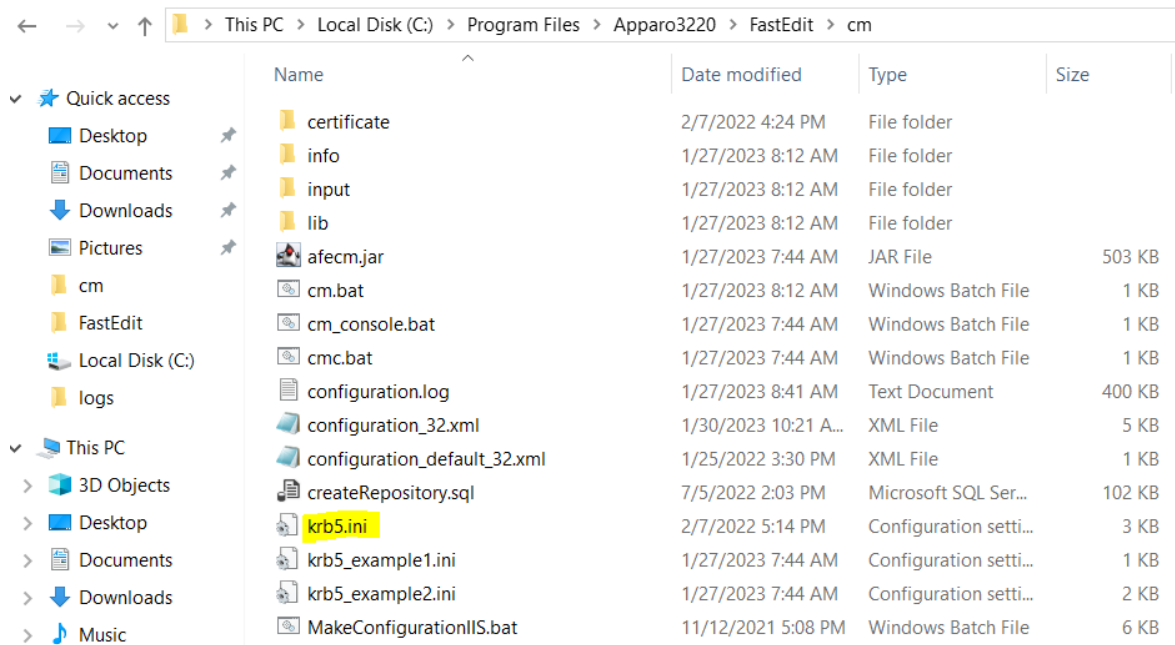 This PC > Local Disk (C:) > Program Files > Apparo3220 > FastEdit > cm
Name Date modified Type Size
Quick access
Desktop
Documents
Downloads
Pictures
cm
FastEdit
Local Disk (C:)
logs
This PC
3D Objects
Desktop
Documents
Downloads
Music
certificate 2/7/2022 4:24 PM File folder
info 1/27/2023 8:12 AM File folder
input 1/27/2023 8:12 AM File folder
lib 1/27/2023 8:12 AM File folder
afecm.jar 1/27/2023 7:44 AM JAR File 503 KB
cm.bat 1/27/2023 8:12 AM Windows Batch File 1 KB
cm_console.bat 1/27/2023 7:44 AM Windows Batch File 1 KB
cmc.bat 1/27/2023 7:44 AM Windows Batch File 1 KB
configuration.log 1/27/2023 8:41 AM Text Document 400 KB
configuration_32.xml 1/30/2023 10:21 A... XML File 5 KB
configuration_default_32.xml 1/25/2022 3:30 PM XML File 1 KB
createRepository.sql 7/5/2022 2:03 PM Microsoft SQL Ser... 102 KB
krb5.ini 2/7/2022 5:14 PM Configuration setti... 3 KB
krb5_example1.ini 1/27/2023 7:44 AM Configuration setti... 1 KB
krb5_example2.ini 1/27/2023 7:44 AM Configuration setti... 2 KB
MakeConfigurationIIS.bat 11/12/2021 5:08 PM Windows Batch File 6 KB